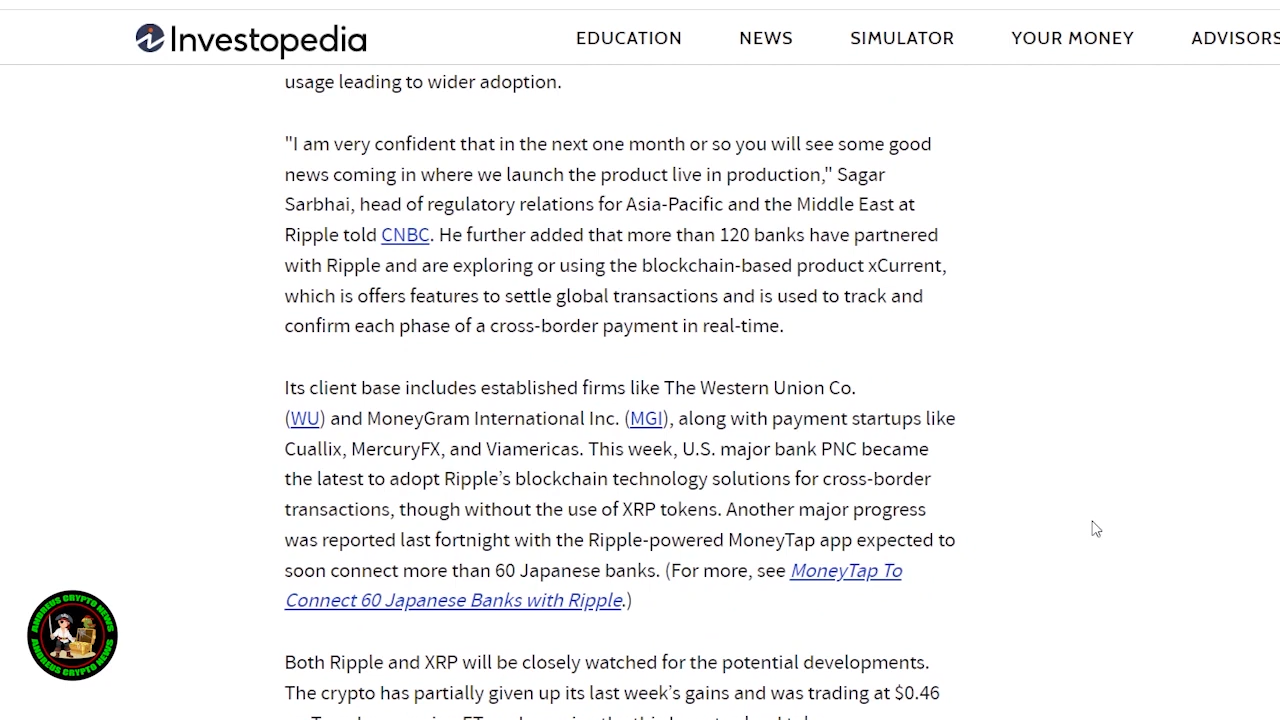 Investopedia
EDUCATION NEWS SIMULATOR YOUR MONEY ADVISORS
usage leading to wider adoption.
"I am very confident that in the next one month or so you will see some good
news coming in where we launch the product live in production," Sagar
Sarbhai, head of regulatory relations for Asia-Pacific and the Middle East at
Ripple told CNBC. He further added that more than 120 banks have partnered
with Ripple and are exploring or using the blockchain-based product xCurrent,
which is offers features to settle global transactions and is used to track and
confirm each phase of a cross-border payment in real-time.
Its client base includes established firms like The Western Union Co.
(WU) and MoneyGram International Inc. (MGI), along with payment startups like
Cuallix, MercuryFX, and Viamericas. This week, U.S. major bank PNC became
the latest to adopt Ripple’s blockchain technology solutions for cross-border
transactions, though without the use of XRP tokens. Another major progress
was reported last fortnight with the Ripple-powered MoneyTap app expected to
soon connect more than 60 Japanese banks. (For more, see MoneyTap To
Connect 60 Japanese Banks with Ripple.)
ANDREUS CRYPTO NEWS
ANDREUS CRYPTO NEWS
Both Ripple and XRP will be closely watched for the potential developments.
The crypto has partially given up its last week’s gains and was trading at $0.46